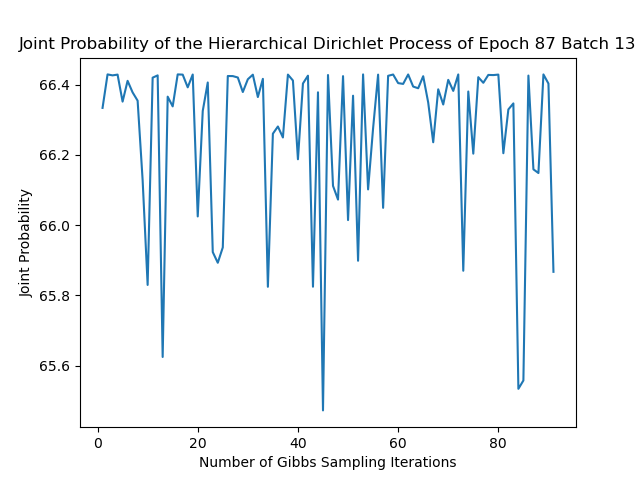 Joint Probability of the Hierarchical Dirichlet Process of Epoch 87 Batch 13
66.4
66.2
66.0
65.8
65.6
Joint Probability
0 20 40 60 80
Number of Gibbs Sampling Iterations